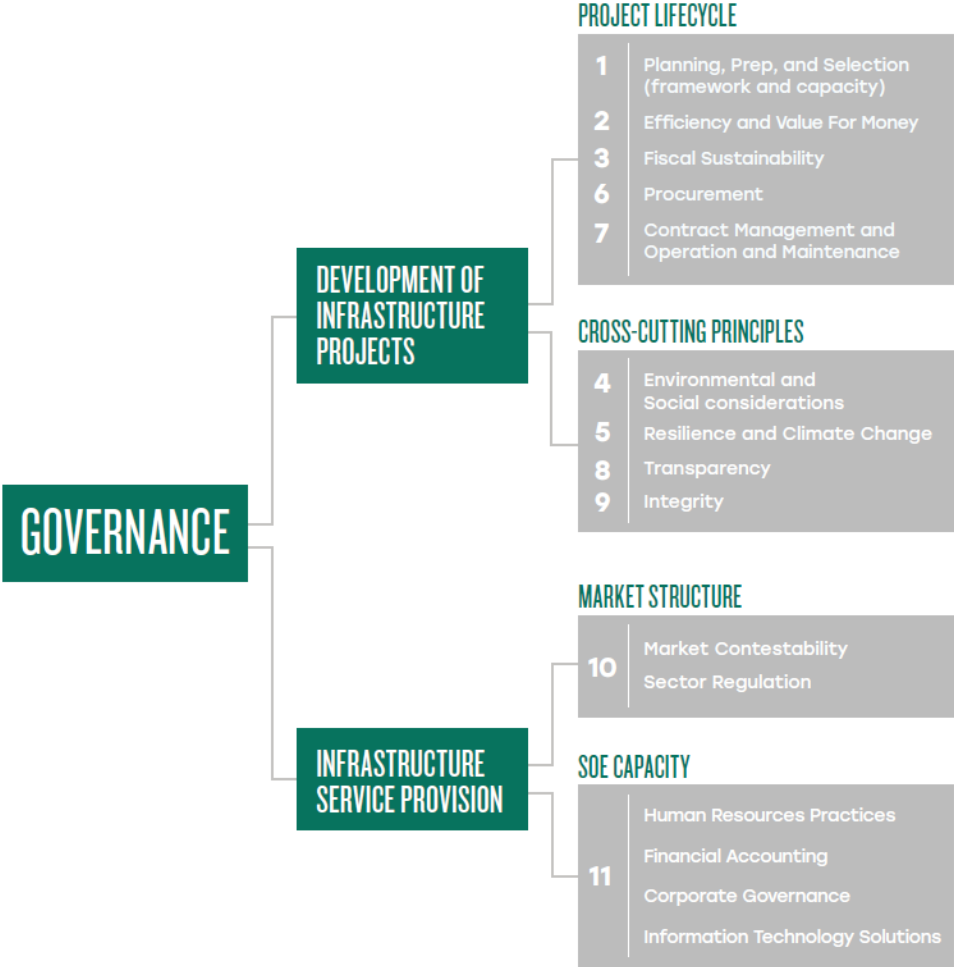 GOVERNANCE
DEVELOPMENT OF
INFRASTRUCTURE
PROJECTS
PROJECT LIFECYCLE
1 Planning, Prep, and Selection
(framework and capacity)
2 Efficiency and Value For Money
3 Fiscal Sustainability
6 Procurement
7 Contract Management and
Operation and Maintenance
CROSS-CUTTING PRINCIPLES
4 Environmental and
Social considerations
5 Resilience and Climate Change
8 Transparency
9 Integrity
INFRASTRUCTURE
SERVICE PROVISION
MARKET STRUCTURE
10
Market Contestability
Sector Regulation
SOE CAPACITY
11
Human Resources Practices
Financial Accounting
Corporate Governance
Information Technology Solutions